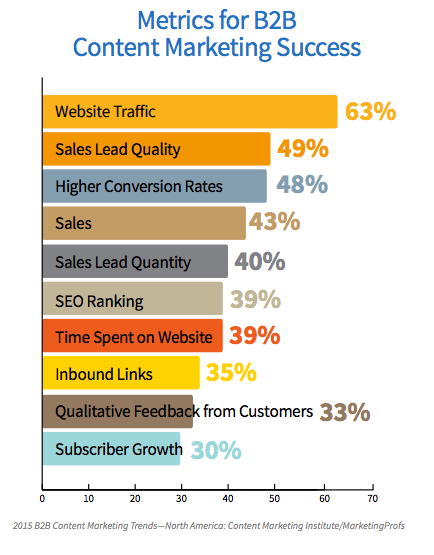 Metrics for B2B
Content Marketing Success
Website Traffic 63%
Sales Lead Quality 49%
Higher Conversion Rates 48%
Sales 43%
Sales Lead Quantity 40%
SEO Ranking 39%
Time Spent on Website 39%
Inbound Links 35%
Qualitative Feedback from Customers 33%
Subscriber Growth 30%
0 10 20 30 40 50 60 70
2015 B2B Content Marketing Trends—North America: Content Marketing Institute/MarketingProfs